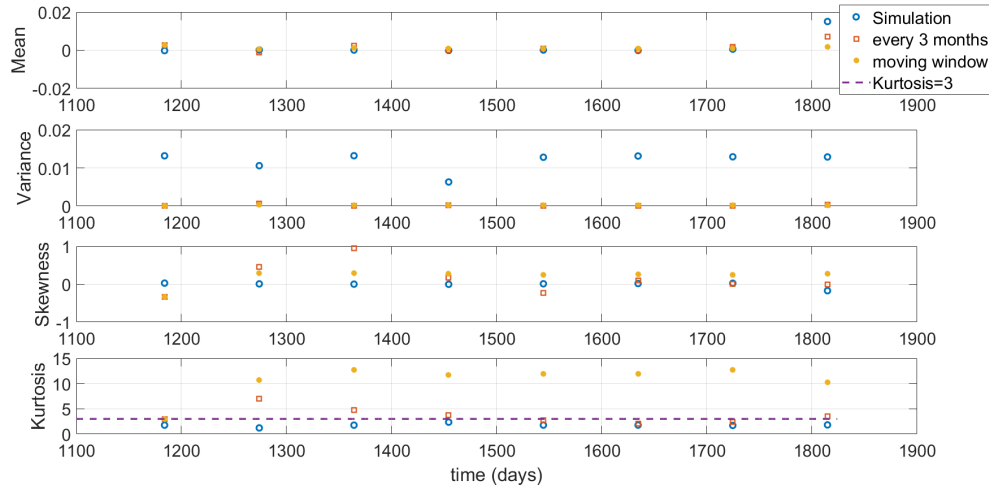 Mean
0.02
0
-0.02
1100 1200 1300 1400 1500 1600 1700 1800 1900
Simulation
every 3 months
moving window
Kurtosis=3
Variance
0.02
0.01
0
1100 1200 1300 1400 1500 1600 1700 1800 1900
Skewness
1
0
-1
1100 1200 1300 1400 1500 1600 1700 1800 1900
Kurtosis
15
10
5
0
1100 1200 1300 1400 1500 1600 1700 1800 1900
time (days)